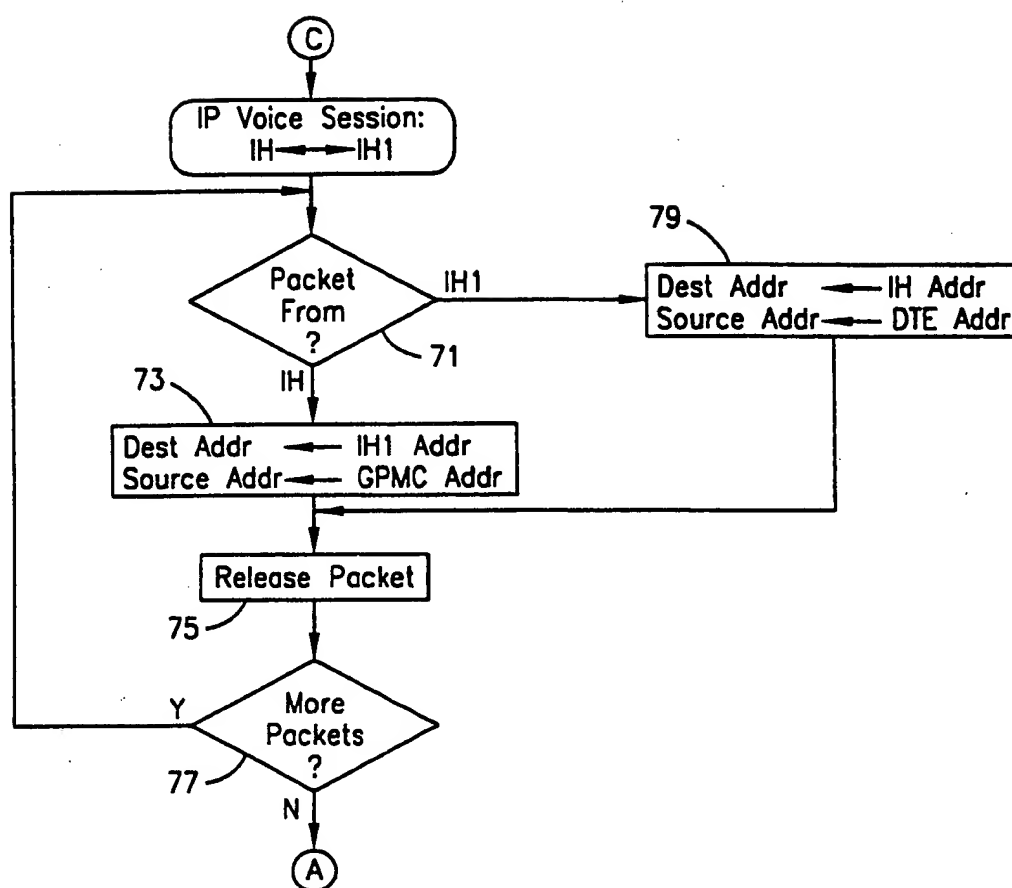 C
IP Voice Session:
IH ↔ IH1
Packet
From
?
IH1
71
IH
79
Dest Addr ← IH Addr
Source Addr ← DTE Addr
73
Dest Addr ← IH1 Addr
Source Addr ← GPMC Addr
Release Packet
75
More
Packets
?
Y
77
N
A